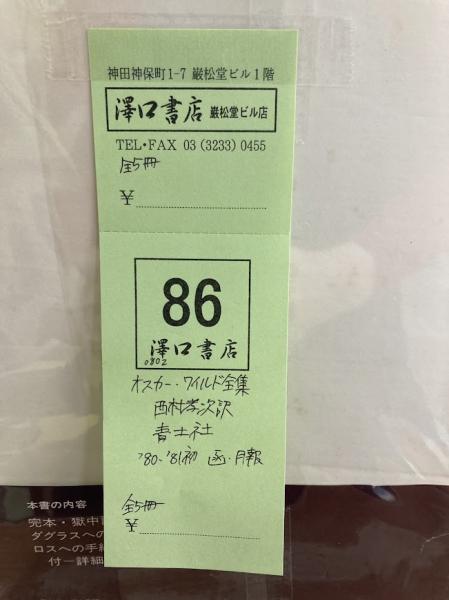 神田神保町1-7 巌松堂ビル1階
澤口書店 巌松堂ビル店
TEL・FAX 03 (3233) 0455
全5冊
¥
86
0802
澤口書店
オスカー・ワイルド全集
西村孝次訳
青土社
'80-'81初 函・月報
全5冊
¥
本書の内容
完本・獄中
ダグラスへの
ロスへの手紙
付―詳細